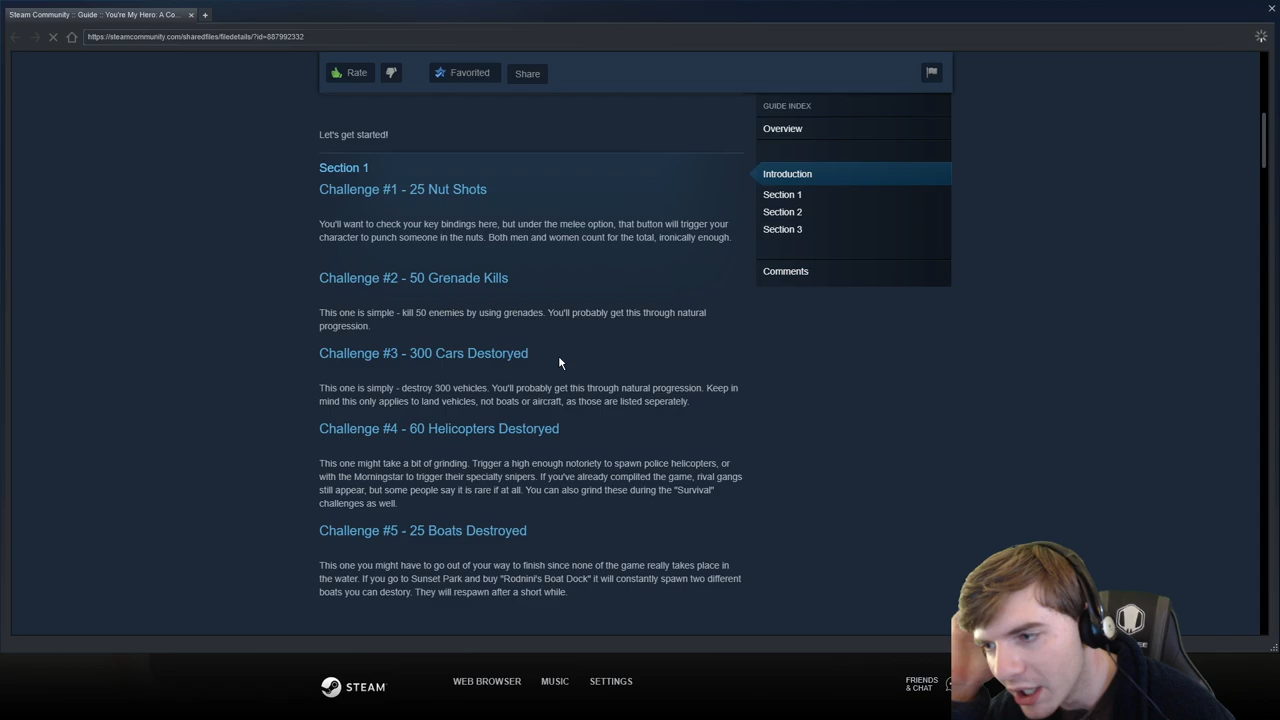 Steam Community :: Guide :: You're My Hero: A Co...
https://steamcommunity.com/sharedfiles/filedetails/?id=887992332
Rate
Favorited
Share
Let's get started!
Section 1
Challenge #1 - 25 Nut Shots
You'll want to check your key bindings here, but under the melee option, that button will trigger your
character to punch someone in the nuts. Both men and women count for the total, ironically enough.
Challenge #2 - 50 Grenade Kills
This one is simple - kill 50 enemies by using grenades. You'll probably get this through natural
progression.
Challenge #3 - 300 Cars Destoryed
This one is simply - destroy 300 vehicles. You'll probably get this through natural progression. Keep in
mind this only applies to land vehicles, not boats or aircraft, as those are listed seperately.
Challenge #4 - 60 Helicopters Destoryed
This one might take a bit of grinding. Trigger a high enough notoriety to spawn police helicopters, or
with the Morningstar to trigger their specialty snipers. If you've already complited the game, rival gangs
still appear, but some people say it is rare if at all. You can also grind these during the "Survival"
challenges as well.
Challenge #5 - 25 Boats Destroyed
This one you might have to go out of your way to finish since none of the game really takes place in
the water. If you go to Sunset Park and buy "Rodnini's Boat Dock" it will constantly spawn two different
boats you can destory. They will respawn after a short while.
GUIDE INDEX
Overview
Introduction
Section 1
Section 2
Section 3
Comments
STEAM
WEB BROWSER
MUSIC
SETTINGS
FRIENDS
& CHAT